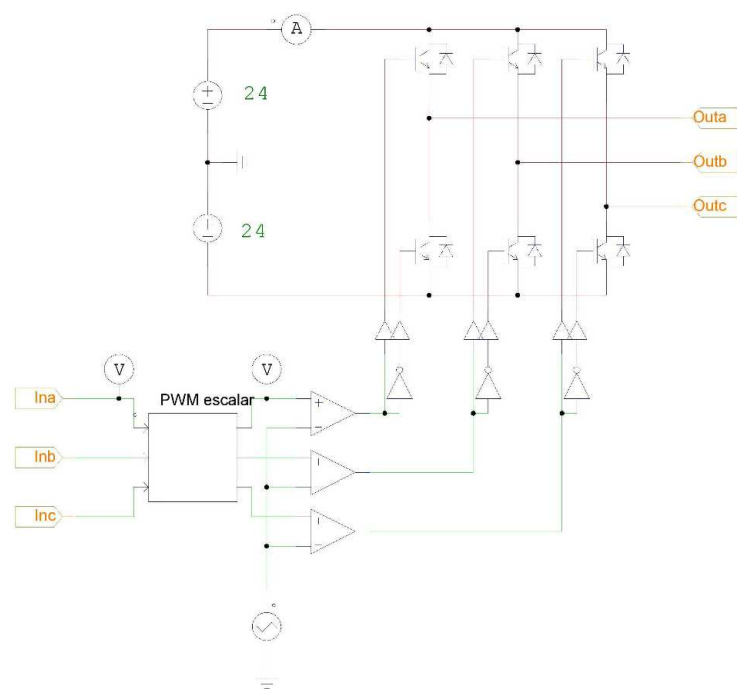 A
24
Outa
Outb
Outc
24
V
V
PWM escalar
Ina
Inb
Inc